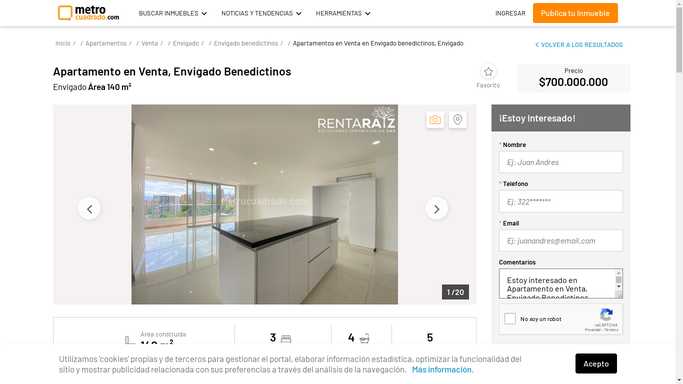 metro
cuadrado.com
BUSCAR INMUEBLES
NOTICIAS Y TENDENCIAS
HERRAMIENTAS
INGRESAR
Publica tu inmueble
Inicio / / Apartamentos / / Venta / / Envigado / / Envigado benedictinos / / Apartamentos en Venta en Envigado benedictinos, Envigado
VOLVER A LOS RESULTADOS
Apartamento en Venta, Envigado Benedictinos
Envigado Área 140 m²
Favorito
Precio
$700.000.000
RENTARAÍZ
metrocuadrado.com
1 / 20
¡Estoy Interesado!
* Nombre
Ej: Juan Andres
* Telefono
Ej: 322*******
* Email
Ej: juanandres@email.com
Comentarios
Estoy interesado en
Apartamento en Venta,
Envigado Benedictinos
No soy un robot
reCAPTCHA
Privacidad - Términos
Área construida
140 m²
3
4
5
Utilizamos 'cookies' propias y de terceros para gestionar el portal, elaborar información estadística, optimizar la funcionalidad del
sitio y mostrar publicidad relacionada con sus preferencias a través del análisis de la navegación. Más información.
Acepto